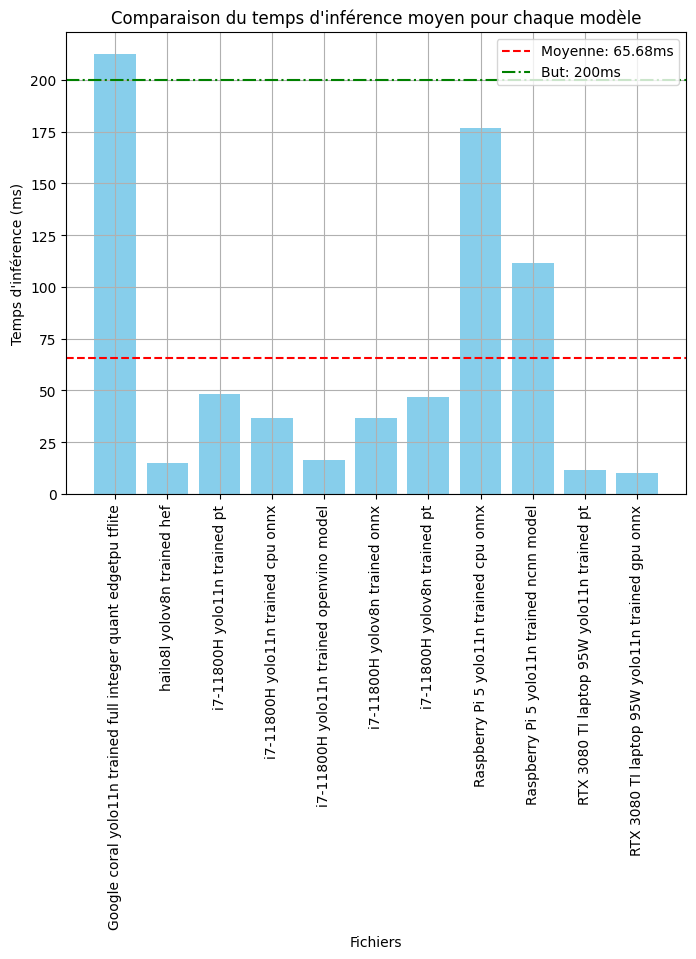 Comparaison du temps d'inférence moyen pour chaque modèle
Moyenne: 65.68ms
But: 200ms
Temps d'inférence (ms)
200
175
150
125
100
75
50
25
0
Google coral yolo11n trained full integer quant edgetpu tflite
hailo8l yolov8n trained hef
i7-11800H yolo11n trained pt
i7-11800H yolo11n trained cpu onnx
i7-11800H yolo11n trained openvino model
i7-11800H yolov8n trained onnx
i7-11800H yolov8n trained pt
Raspberry Pi 5 yolo11n trained cpu onnx
Raspberry Pi 5 yolo11n trained ncnn model
RTX 3080 TI laptop 95W yolo11n trained pt
RTX 3080 TI laptop 95W yolo11n trained gpu onnx
Fichiers